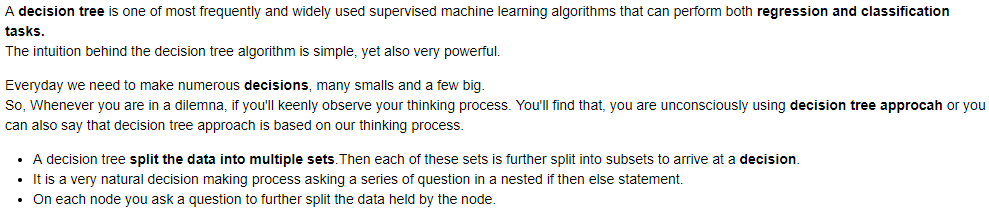 A decision tree is one of most frequently and widely used supervised machine learning algorithms that can perform both regression and classification
tasks.
The intuition behind the decision tree algorithm is simple, yet also very powerful.
Everyday we need to make numerous decisions, many smalls and a few big.
So, Whenever you are in a dilemna, if you'll keenly observe your thinking process. You'll find that, you are unconsciously using decision tree approcah or you
can also say that decision tree approach is based on our thinking process.
• A decision tree split the data into multiple sets.Then each of these sets is further split into subsets to arrive at a decision.
• It is a very natural decision making process asking a series of question in a nested if then else statement.
• On each node you ask a question to further split the data held by the node.